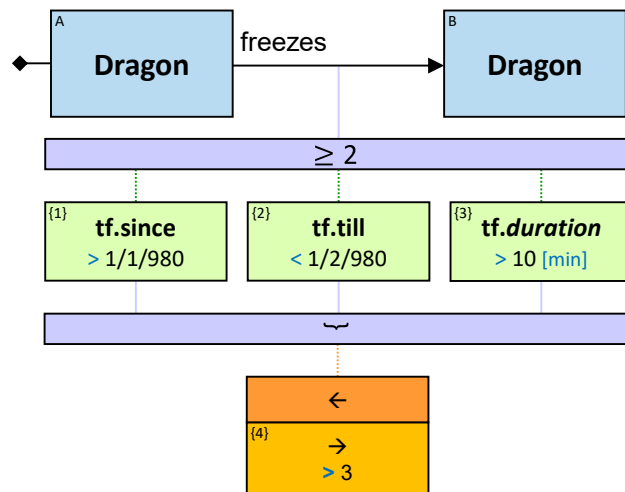 A
B
freezes
Dragon
Dragon
≥ 2
{1}
{2}
{3}
tf.since
tf.till
tf.duration
> 1/1/980
< 1/2/980
> 10 [min]
{4}
> 3